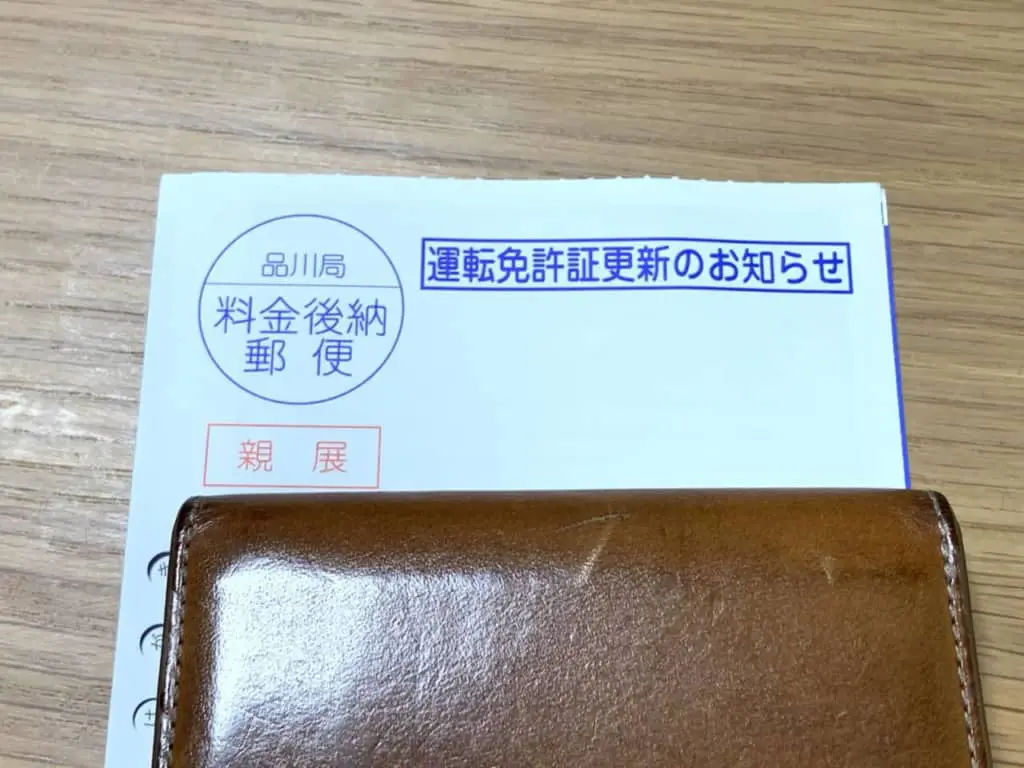 品川局
料金後納
郵便
運転免許証更新のお知らせ
親展